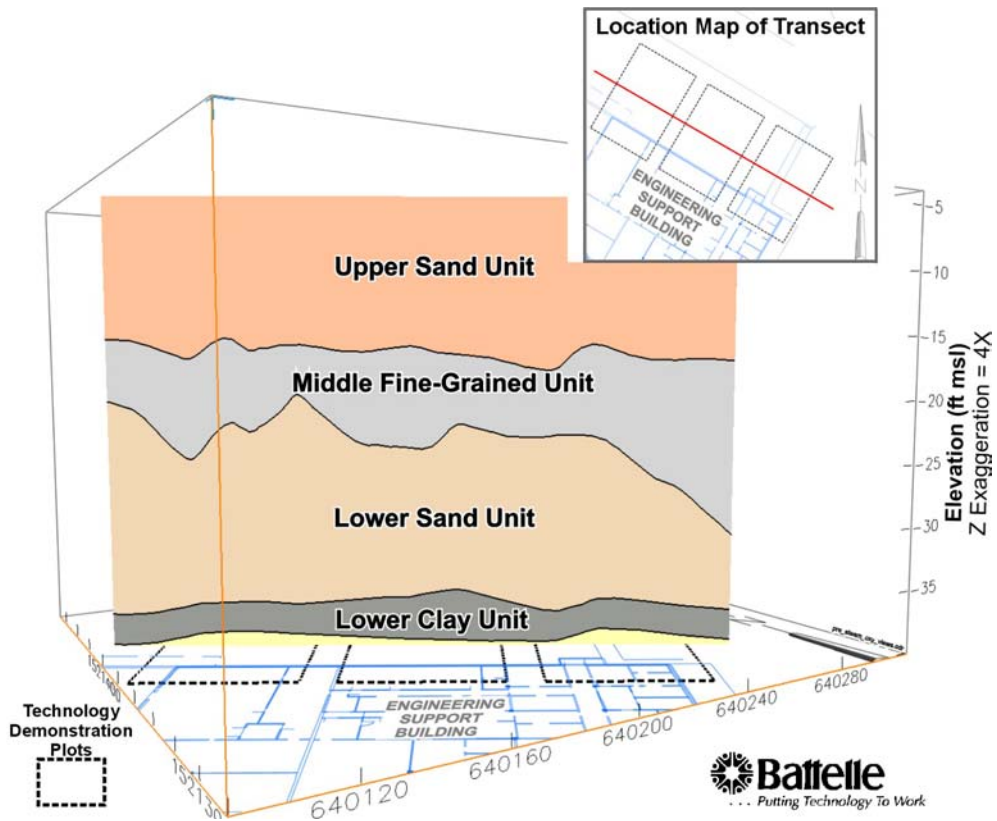 Location Map of Transect
ENGINEERING
SUPPORT
BUILDING
N
Upper Sand Unit
Middle Fine-Grained Unit
Lower Sand Unit
Lower Clay Unit
-5
-10
-15
-20
-25
-30
-35
Elevation (ft msl)
Z Exaggeration = 4X
ENGINEERING
SUPPORT
BUILDING
Technology
Demonstration
Plots
152130
640120
640160
640200
640240
640280
Battelle
. . . Putting Technology To Work